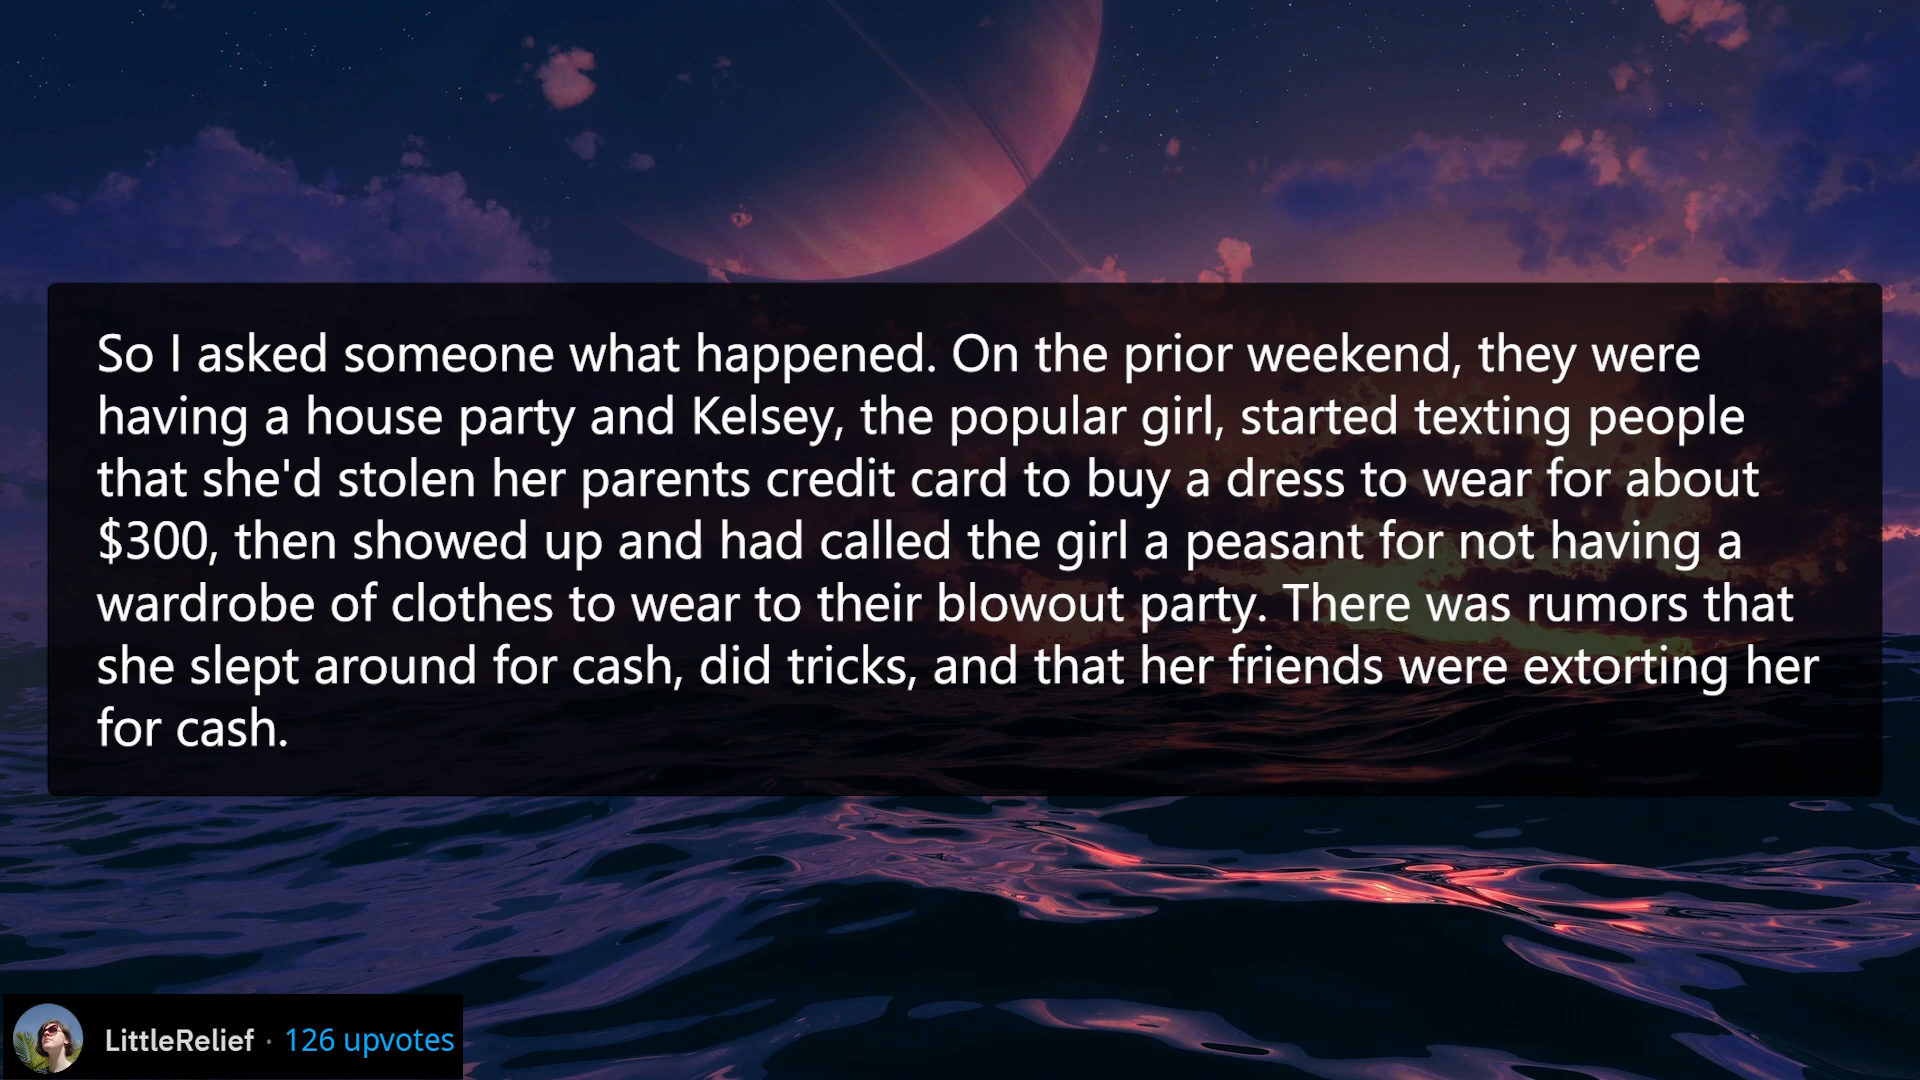 So I asked someone what happened. On the prior weekend, they were
having a house party and Kelsey, the popular girl, started texting people
that she'd stolen her parents credit card to buy a dress to wear for about
$300, then showed up and had called the girl a peasant for not having a
wardrobe of clothes to wear to their blowout party. There was rumors that
she slept around for cash, did tricks, and that her friends were extorting her
for cash.
LittleRelief · 126 upvotes